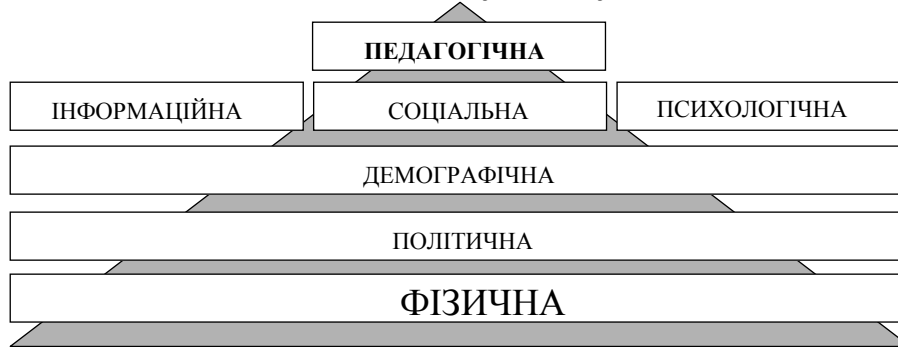 ПЕДАГОГІЧНА
ІНФОРМАЦІЙНА СОЦІАЛЬНА ПСИХОЛОГІЧНА
ДЕМОГРАФІЧНА
ПОЛІТИЧНА
ФІЗИЧНА